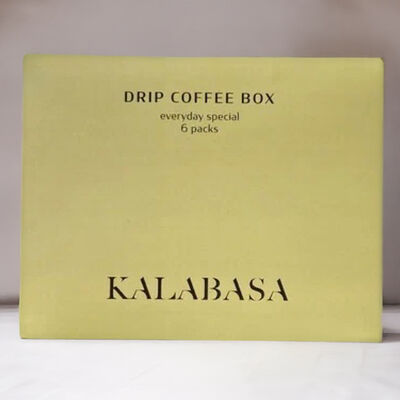 DRIP COFFEE BOX
everyday special
6 packs
KALABASA